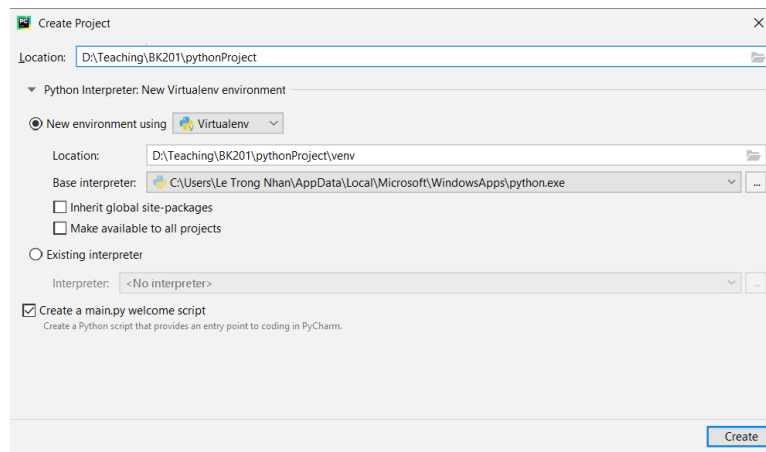 PC Create Project
Location: D:\Teaching\BK201\pythonProject
Python Interpreter: New Virtualenv environment
New environment using Virtualenv
Location: D:\Teaching\BK201\pythonProject\venv
Base interpreter: C:\Users\Le Trong Nhan\AppData\Local\Microsoft\WindowsApps\python.exe ...
Inherit global site-packages
Make available to all projects
Existing interpreter
Interpreter: <No interpreter> ...
Create a main.py welcome script
Create a Python script that provides an entry point to coding in PyCharm.
Create